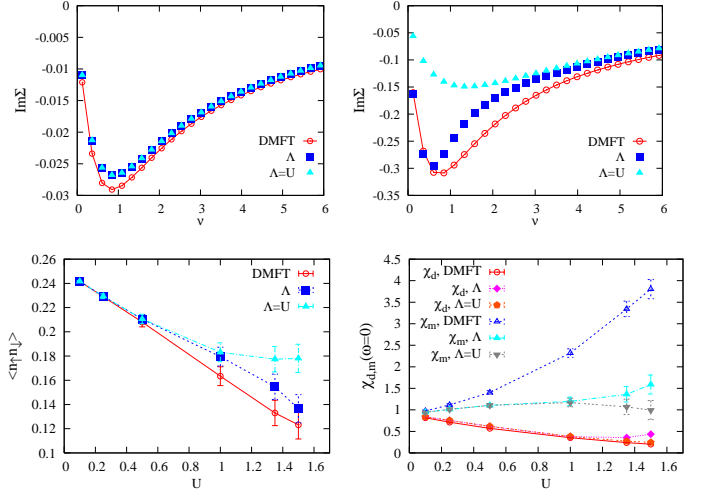 0
-0.005
-0.01
-0.015
-0.02
-0.025
-0.03
0 1 2 3 4 5 6
ImΣ
ν
DMFT
Λ
Λ=U
0
-0.05
-0.1
-0.15
-0.2
-0.25
-0.3
-0.35
0 1 2 3 4 5 6
ImΣ
ν
DMFT
Λ
Λ=U
0.26
0.24
0.22
0.2
0.18
0.16
0.14
0.12
0.1
0 0.2 0.4 0.6 0.8 1 1.2 1.4 1.6
<n↑n↓>
U
DMFT
Λ
Λ=U
4.5
4
3.5
3
2.5
2
1.5
1
0.5
0
0 0.2 0.4 0.6 0.8 1 1.2 1.4 1.6
χd,m(ω=0)
U
χd, DMFT
χd, Λ
χd, Λ=U
χm, DMFT
χm, Λ
χm, Λ=U